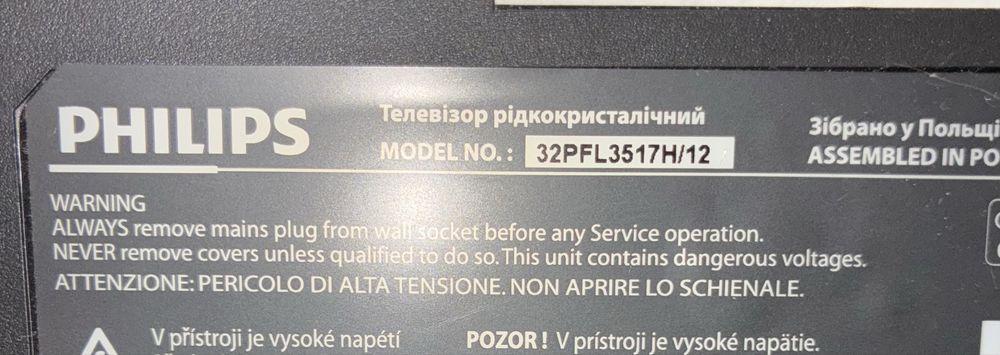 PHILIPS
Телевізор рідкокристалічний
MODEL NO.: 32PFL3517H/12
Зібрано у Польщі
ASSEMBLED IN PO
WARNING
ALWAYS remove mains plug from wall socket before any Service operation.
NEVER remove covers unless qualified to do so. This unit contains dangerous voltages.
ATTENZIONE: PERICOLO DI ALTA TENSIONE. NON APRIRE LO SCHIENALE.
V přístroji je vysoké napétí
POZOR! V prístroji je vysoké napätie.